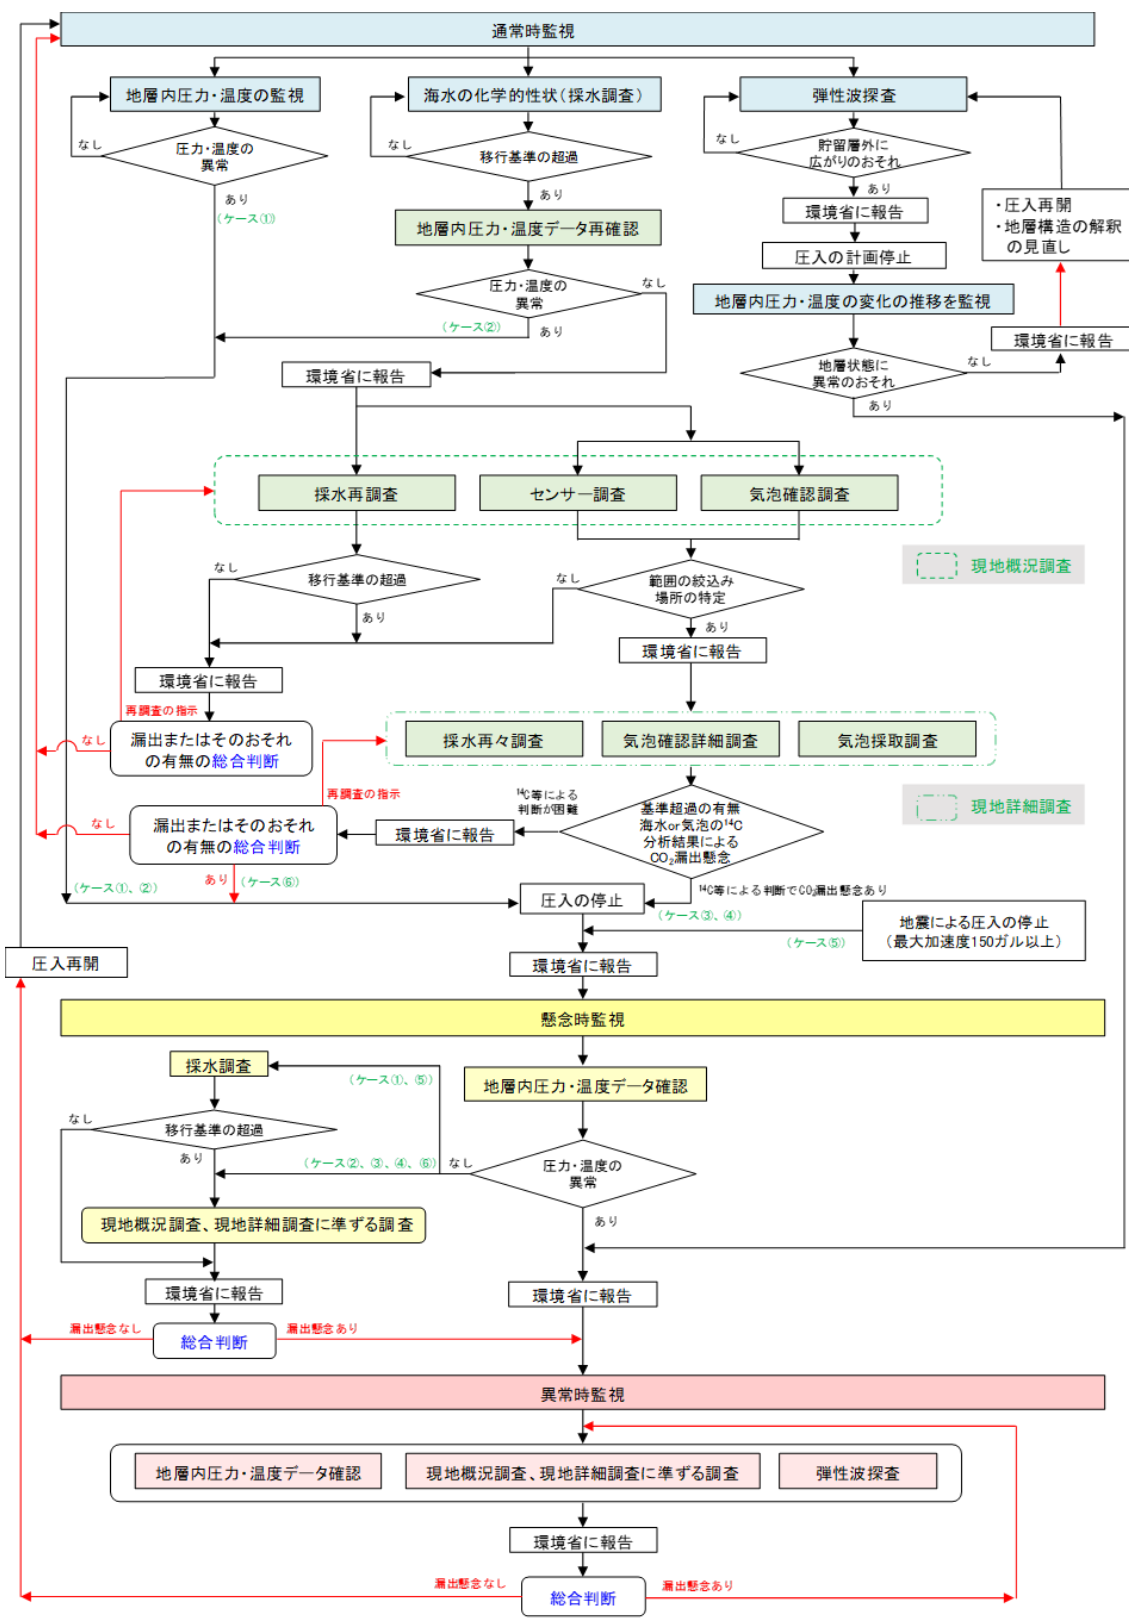 通常時監視
地層内圧力・温度の監視
海水の化学的性状(採水調査)
弾性波探査
なし
圧力・温度の
異常
なし
移行基準の超過
なし
貯留層外に
広がりのおそれ
あり
(ケース①)
あり
あり
環境省に報告
・圧入再開
・地層構造の解釈
の見直し
地層内圧力・温度データ再確認
圧入の計画停止
圧力・温度の
異常
なし
地層内圧力・温度の変化の推移を監視
(ケース②)
あり
環境省に報告
環境省に報告
地層状態に
異常のおそれ
なし
あり
採水再調査
センサー調査
気泡確認調査
現地概況調査
なし
移行基準の超過
なし
範囲の絞込み
場所の特定
あり
あり
環境省に報告
環境省に報告
再調査の指示
なし
漏出またはそのおそれ
の有無の総合判断
採水再々調査
気泡確認詳細調査
気泡採取調査
再調査の指示
¹⁴C等による
判断が困難
現地詳細調査
なし
漏出またはそのおそれ
の有無の総合判断
環境省に報告
基準超過の有無
海水or気泡の¹⁴C
分析結果による
CO₂漏出懸念
(ケース①、②)
あり
(ケース⑥)
¹⁴C等による判断でCO₂漏出懸念あり
圧入の停止
(ケース③、④)
地震による圧入の停止
(最大加速度150ガル以上)
(ケース⑤)
圧入再開
環境省に報告
懸念時監視
採水調査
(ケース①、⑤)
地層内圧力・温度データ確認
なし
移行基準の超過
あり
(ケース②、③、④、⑥)
なし
圧力・温度の
異常
現地概況調査、現地詳細調査に準ずる調査
あり
環境省に報告
環境省に報告
漏出懸念なし
総合判断
漏出懸念あり
異常時監視
地層内圧力・温度データ確認
現地概況調査、現地詳細調査に準ずる調査
弾性波探査
環境省に報告
漏出懸念なし
総合判断
漏出懸念あり